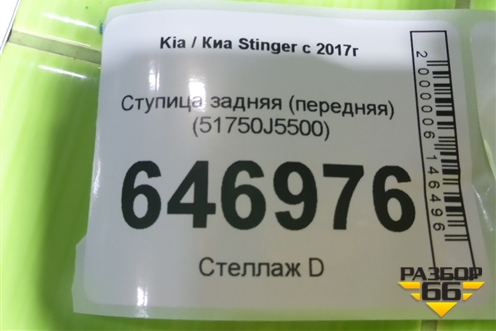 Kia / Киа Stinger с 2017г
Ступица задняя (передняя)
(51750J5500)
646976
Стеллаж D
2000006146496
РАЗБОР
66